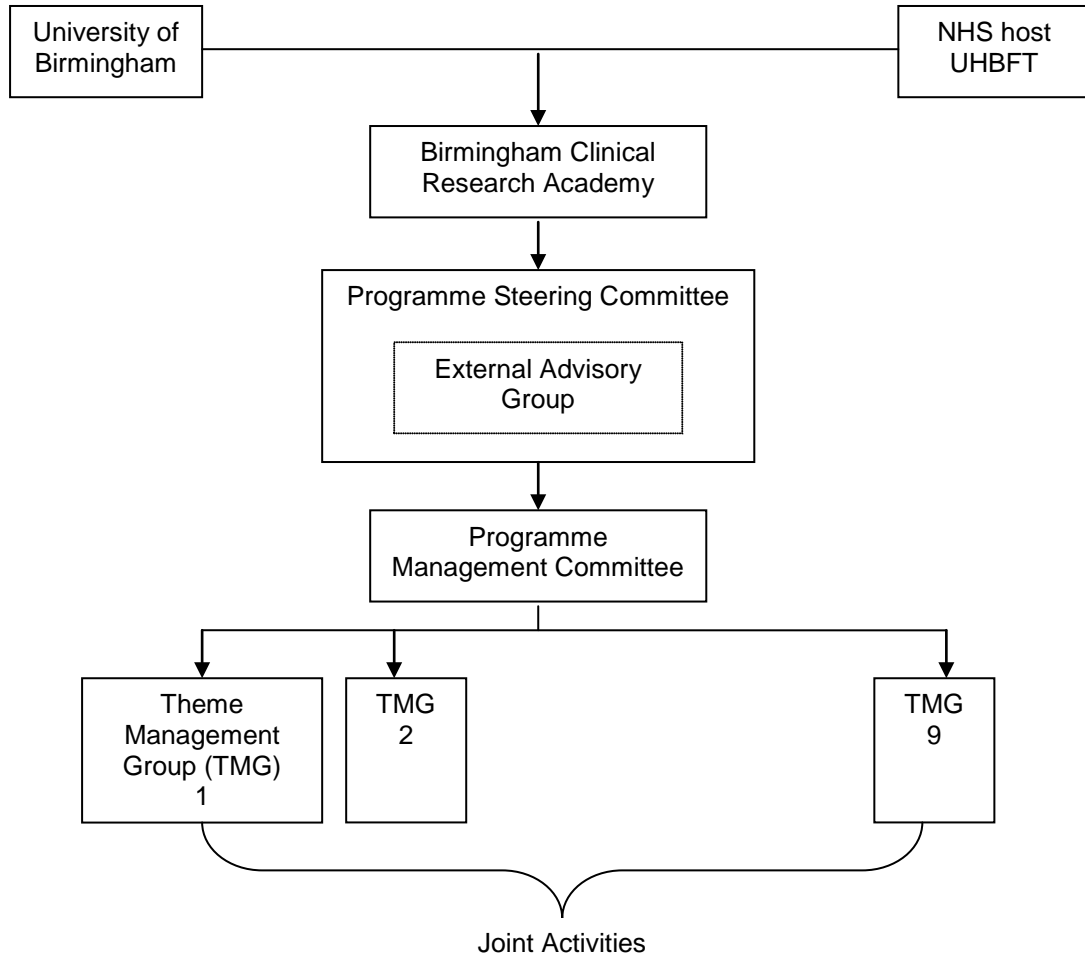 University of
Birmingham
NHS host
UHBFT
Birmingham Clinical
Research Academy
Programme Steering Committee
External Advisory
Group
Programme
Management Committee
Theme
Management
Group (TMG)
1
TMG
2
TMG
9
Joint Activities